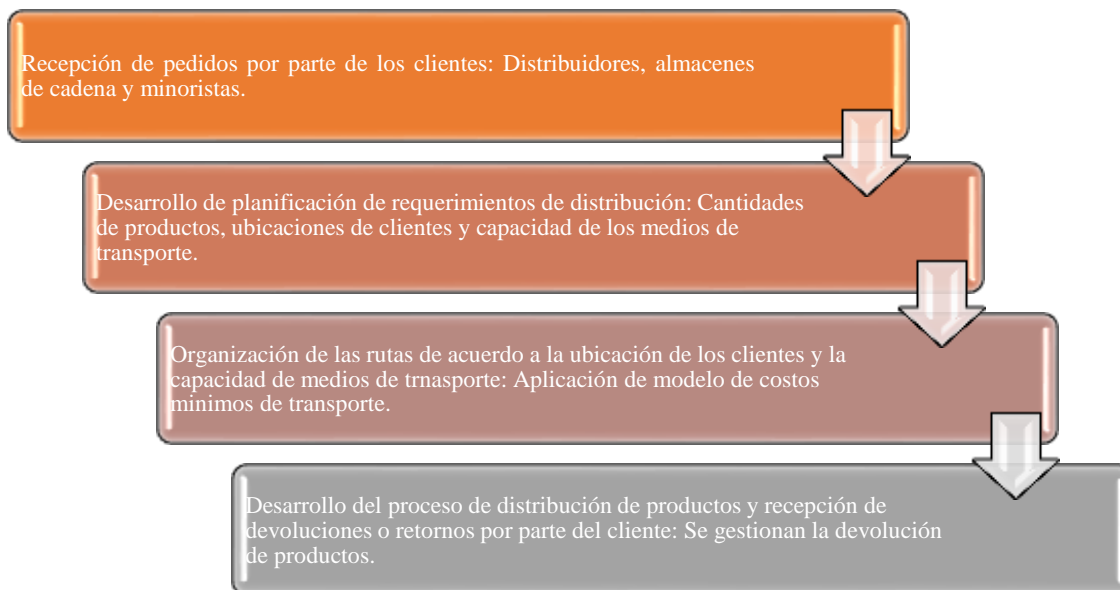 Recepción de pedidos por parte de los clientes: Distribuidores, almacenes
de cadena y minoristas.
Desarrollo de planificación de requerimientos de distribución: Cantidades
de productos, ubicaciones de clientes y capacidad de los medios de
transporte.
Organización de las rutas de acuerdo a la ubicación de los clientes y la
capacidad de medios de trnasporte: Aplicación de modelo de costos
minimos de transporte.
Desarrollo del proceso de distribución de productos y recepción de
devoluciones o retornos por parte del cliente: Se gestionan la devolución
de productos.